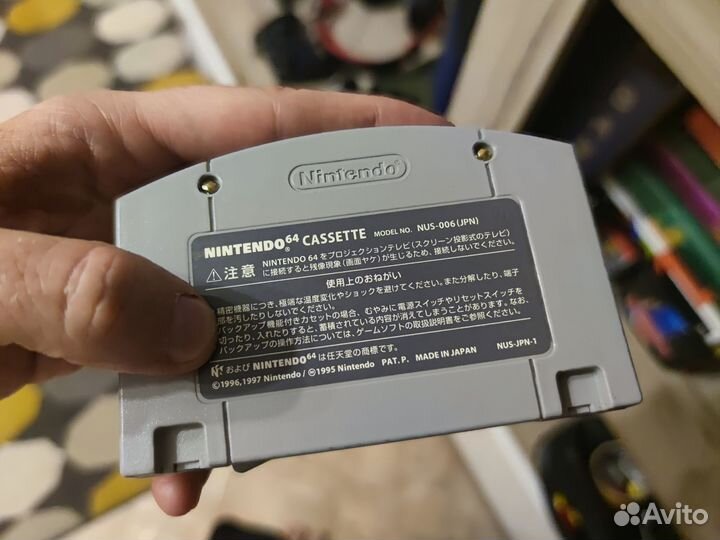 Nintendo®
NINTENDO64 CASSETTE MODEL NO. NUS-006(JPN)
注意 NINTENDO 64 をプロジェクションテレビ(スクリーン投影式のテレビ)
に接続すると残像現象(画面ヤケ)が生じるため、接続しないでください。
使用上のおねがい
精密機器につき、極端な温度変化やショックを避けてください。また分解したり、端子
部を汚したりしないでください。
バックアップ機能付きカセットの場合、むやみに電源スイッチやリセットスイッチを
切ったり、入れたりすると、蓄積されている内容が消えてしまうことがあります。なお、
バックアップの操作方法については、ゲームソフトの取扱説明書をご参照ください。
および NINTENDO64 は任天堂の商標です。
©1996,1997 Nintendo/©1995 Nintendo PAT.P. MADE IN JAPAN NUS-JPN-1
Avito